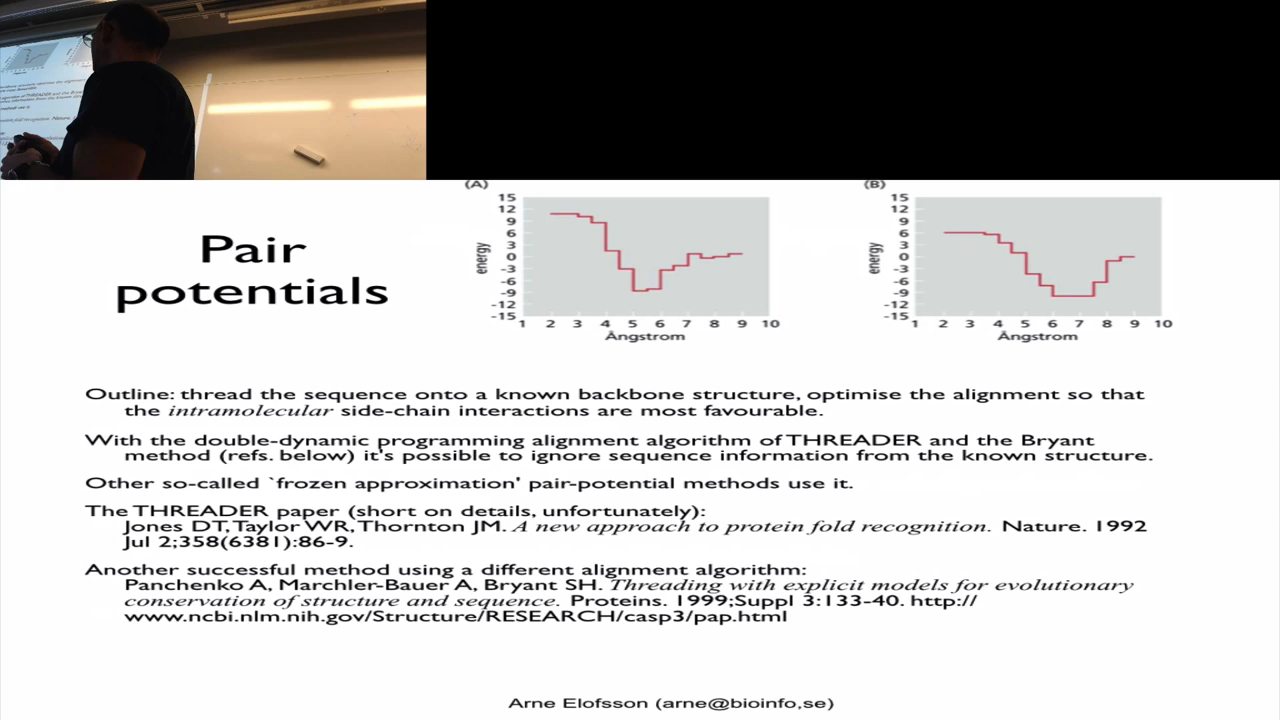 (A)
15
12
9
6
3
0
-3
-6
-9
-12
-15
energy
1 2 3 4 5 6 7 8 9 10
Ångstrom
(B)
15
12
9
6
3
0
-3
-6
-9
-12
-15
energy
1 2 3 4 5 6 7 8 9 10
Ångstrom
Pair
potentials
Outline: thread the sequence onto a known backbone structure, optimise the alignment so that
the intramolecular side-chain interactions are most favourable.
With the double-dynamic programming alignment algorithm of THREADER and the Bryant
method (refs. below) it's possible to ignore sequence information from the known structure.
Other so-called `frozen approximation' pair-potential methods use it.
The THREADER paper (short on details, unfortunately):
Jones DT, Taylor WR, Thornton JM. A new approach to protein fold recognition. Nature. 1992
Jul 2;358(6381):86-9.
Another successful method using a different alignment algorithm:
Panchenko A, Marchler-Bauer A, Bryant SH. Threading with explicit models for evolutionary
conservation of structure and sequence. Proteins. 1999;Suppl 3:133-40. http://
www.ncbi.nlm.nih.gov/Structure/RESEARCH/casp3/pap.html
Arne Elofsson (arne@bioinfo,se)